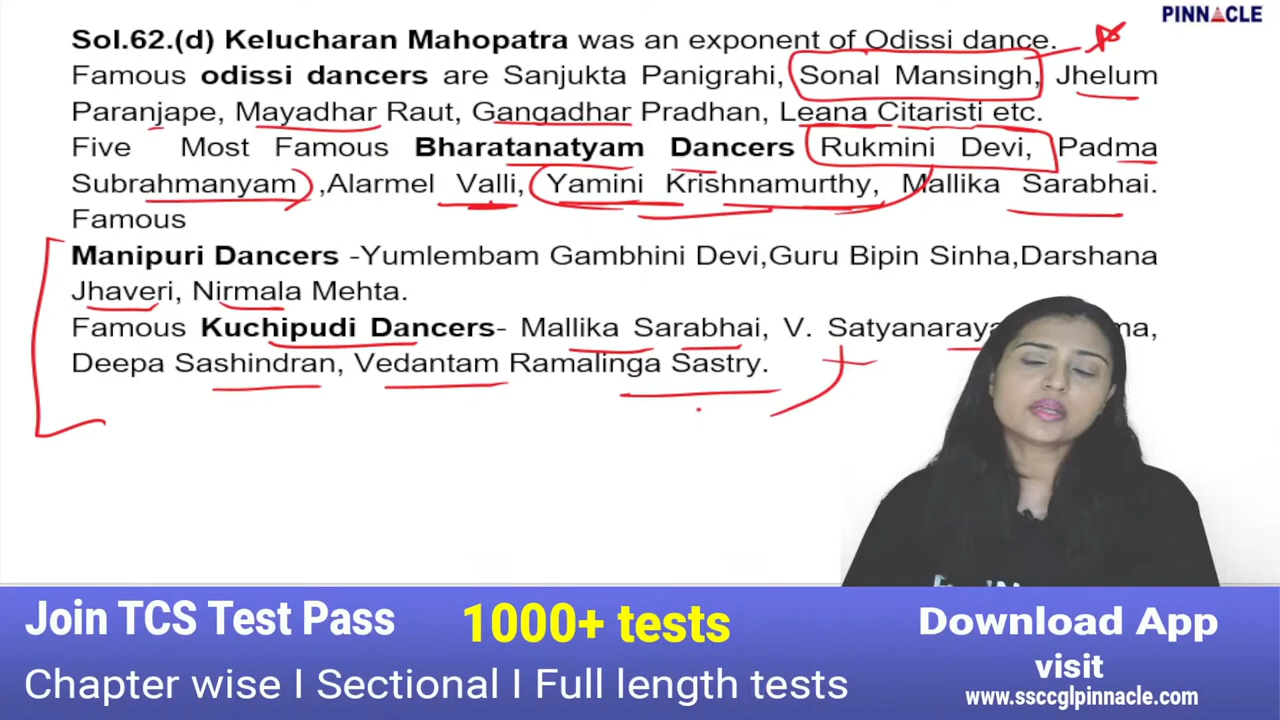 PINNACLE
Sol.62.(d) Kelucharan Mahopatra was an exponent of Odissi dance.
Famous odissi dancers are Sanjukta Panigrahi, Sonal Mansingh, Jhelum
Paranjape, Mayadhar Raut, Gangadhar Pradhan, Leana Citaristi etc.
Five Most Famous Bharatanatyam Dancers Rukmini Devi, Padma
Subrahmanyam ,Alarmel Valli, Yamini Krishnamurthy, Mallika Sarabhai.
Famous
Manipuri Dancers -Yumlembam Gambhini Devi,Guru Bipin Sinha,Darshana
Jhaveri, Nirmala Mehta.
Famous Kuchipudi Dancers- Mallika Sarabhai, V.
Deepa Sashindran, Vedantam Ramalinga Sastry.
Join TCS Test Pass 1000+ tests Download App
Chapter wise I Sectional I Full length tests visit
www.ssccglpinnacle.com